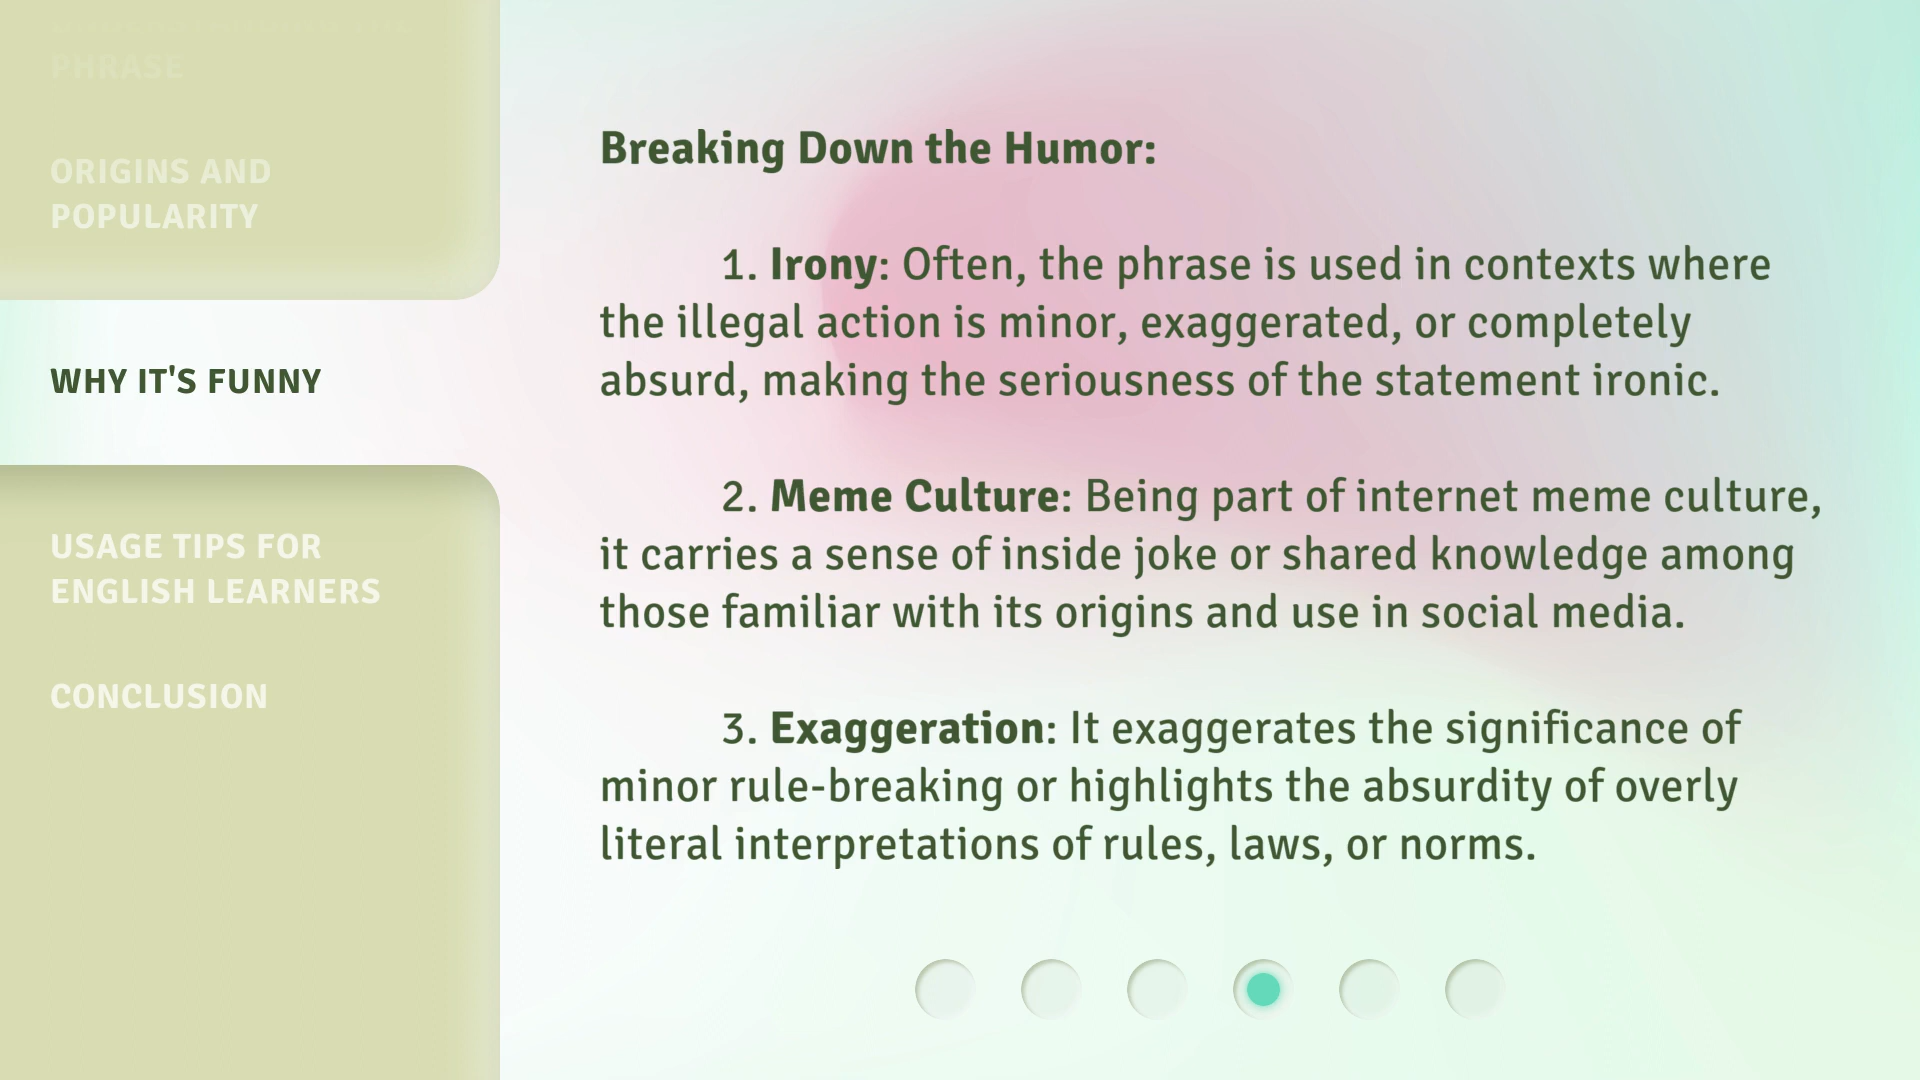 PHRASE
ORIGINS AND
POPULARITY
WHY IT'S FUNNY
USAGE TIPS FOR
ENGLISH LEARNERS
CONCLUSION
Breaking Down the Humor:
1. Irony: Often, the phrase is used in contexts where
the illegal action is minor, exaggerated, or completely
absurd, making the seriousness of the statement ironic.
2. Meme Culture: Being part of internet meme culture,
it carries a sense of inside joke or shared knowledge among
those familiar with its origins and use in social media.
3. Exaggeration: It exaggerates the significance of
minor rule-breaking or highlights the absurdity of overly
literal interpretations of rules, laws, or norms.